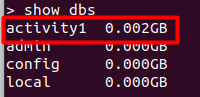 > show dbs
activity1  0.002GB
admin      0.000GB
config     0.000GB
local      0.000GB